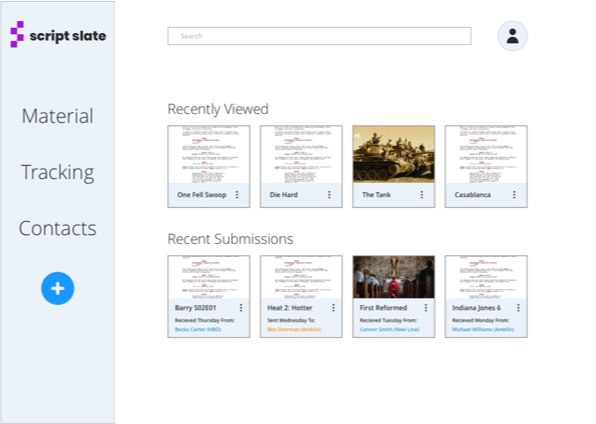 script slate
Search
Material
Tracking
Contacts
Recently Viewed
One Fell Swoop
Die Hard
The Tank
Casablanca
Recent Submissions
Barry S02E01
Recieved Thursday From:
Becka Carter (HBO)
Heat 2: Hotter
Sent Wednesday To:
Ben Sherman (Amblin)
First Reformed
Recieved Tuesday From:
Connor Smith (New Line)
Indiana Jones 6
Recieved Monday From:
Michael Williams (Amblin)